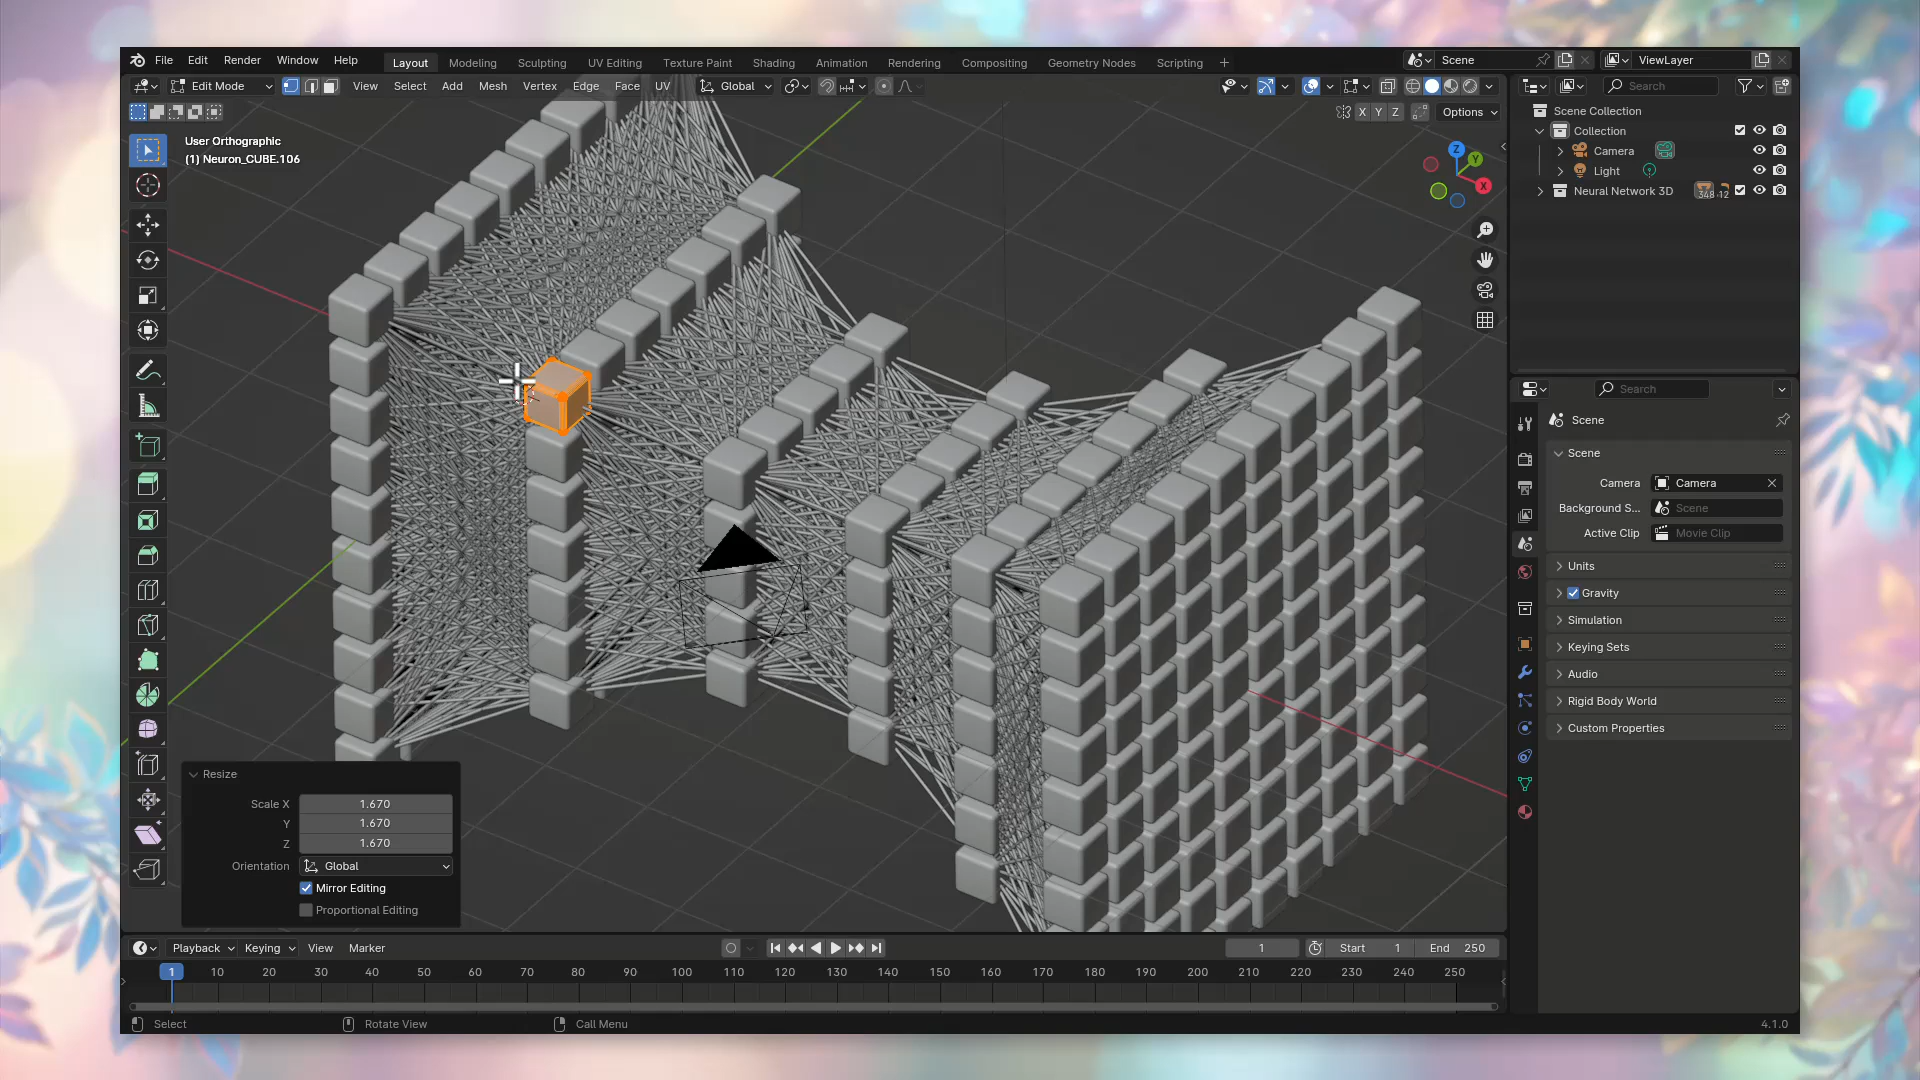 File Edit Render Window Help Layout Modeling Sculpting UV Editing Texture Paint Shading Animation Rendering Compositing Geometry Nodes Scripting + Scene ViewLayer
Edit Mode View Select Add Mesh Vertex Edge Face UV Global
X Y Z Options
User Orthographic
(1) Neuron_CUBE.106
Z
Y
X
Search
Scene Collection
Collection
Camera
Light
Neural Network 3D 348 12
Search
Scene
Scene
Camera Camera
Background S... Scene
Active Clip Movie Clip
Units
Gravity
Simulation
Keying Sets
Audio
Rigid Body World
Custom Properties
Resize
Scale X 1.670
Y 1.670
Z 1.670
Orientation Global
Mirror Editing
Proportional Editing
Playback Keying View Marker 1 Start 1 End 250
1 10 20 30 40 50 60 70 80 90 100 110 120 130 140 150 160 170 180 190 200 210 220 230 240 250
Select Rotate View Call Menu 4.1.0